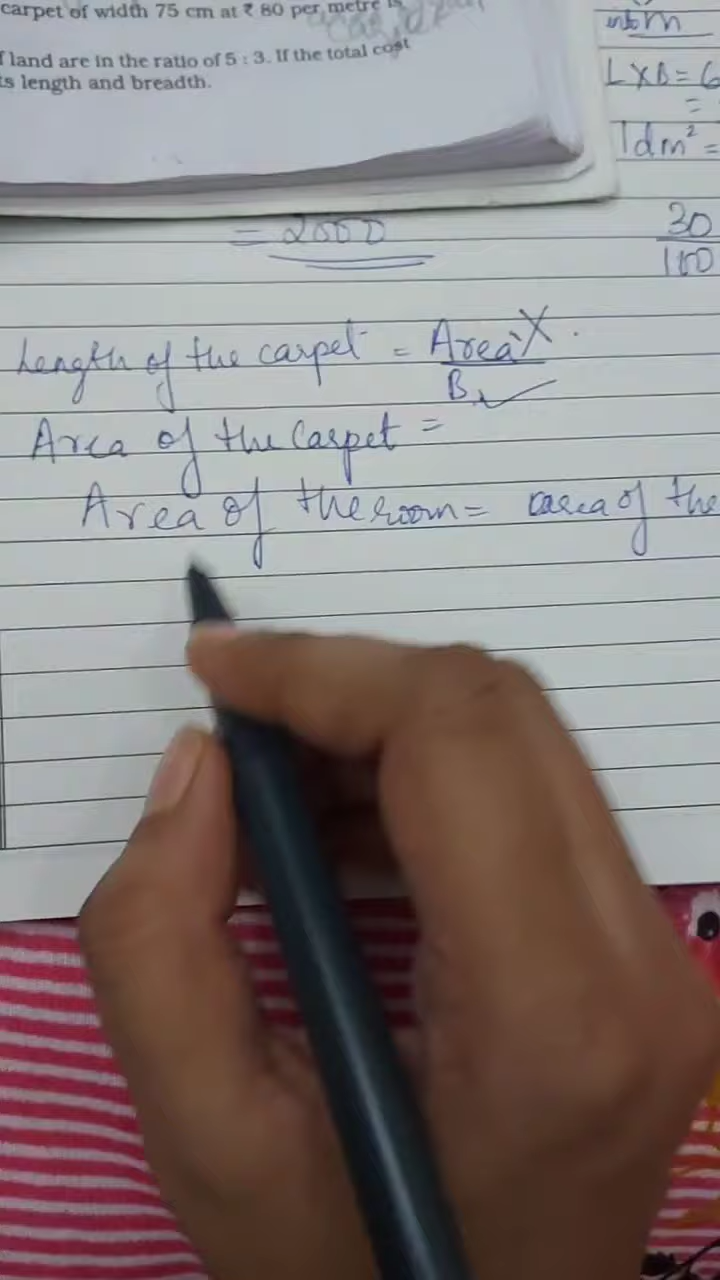 carpet of width 75 cm at ₹ 80 per metre is
f land are in the ratio of 5 : 3. If the total cost
ts length and breadth.
m
L X B = 6
=
1dm² =
= 2000
30
100
Length of the carpet = Area X
B ✓
Area of the Carpet =
Area of the room = area of the